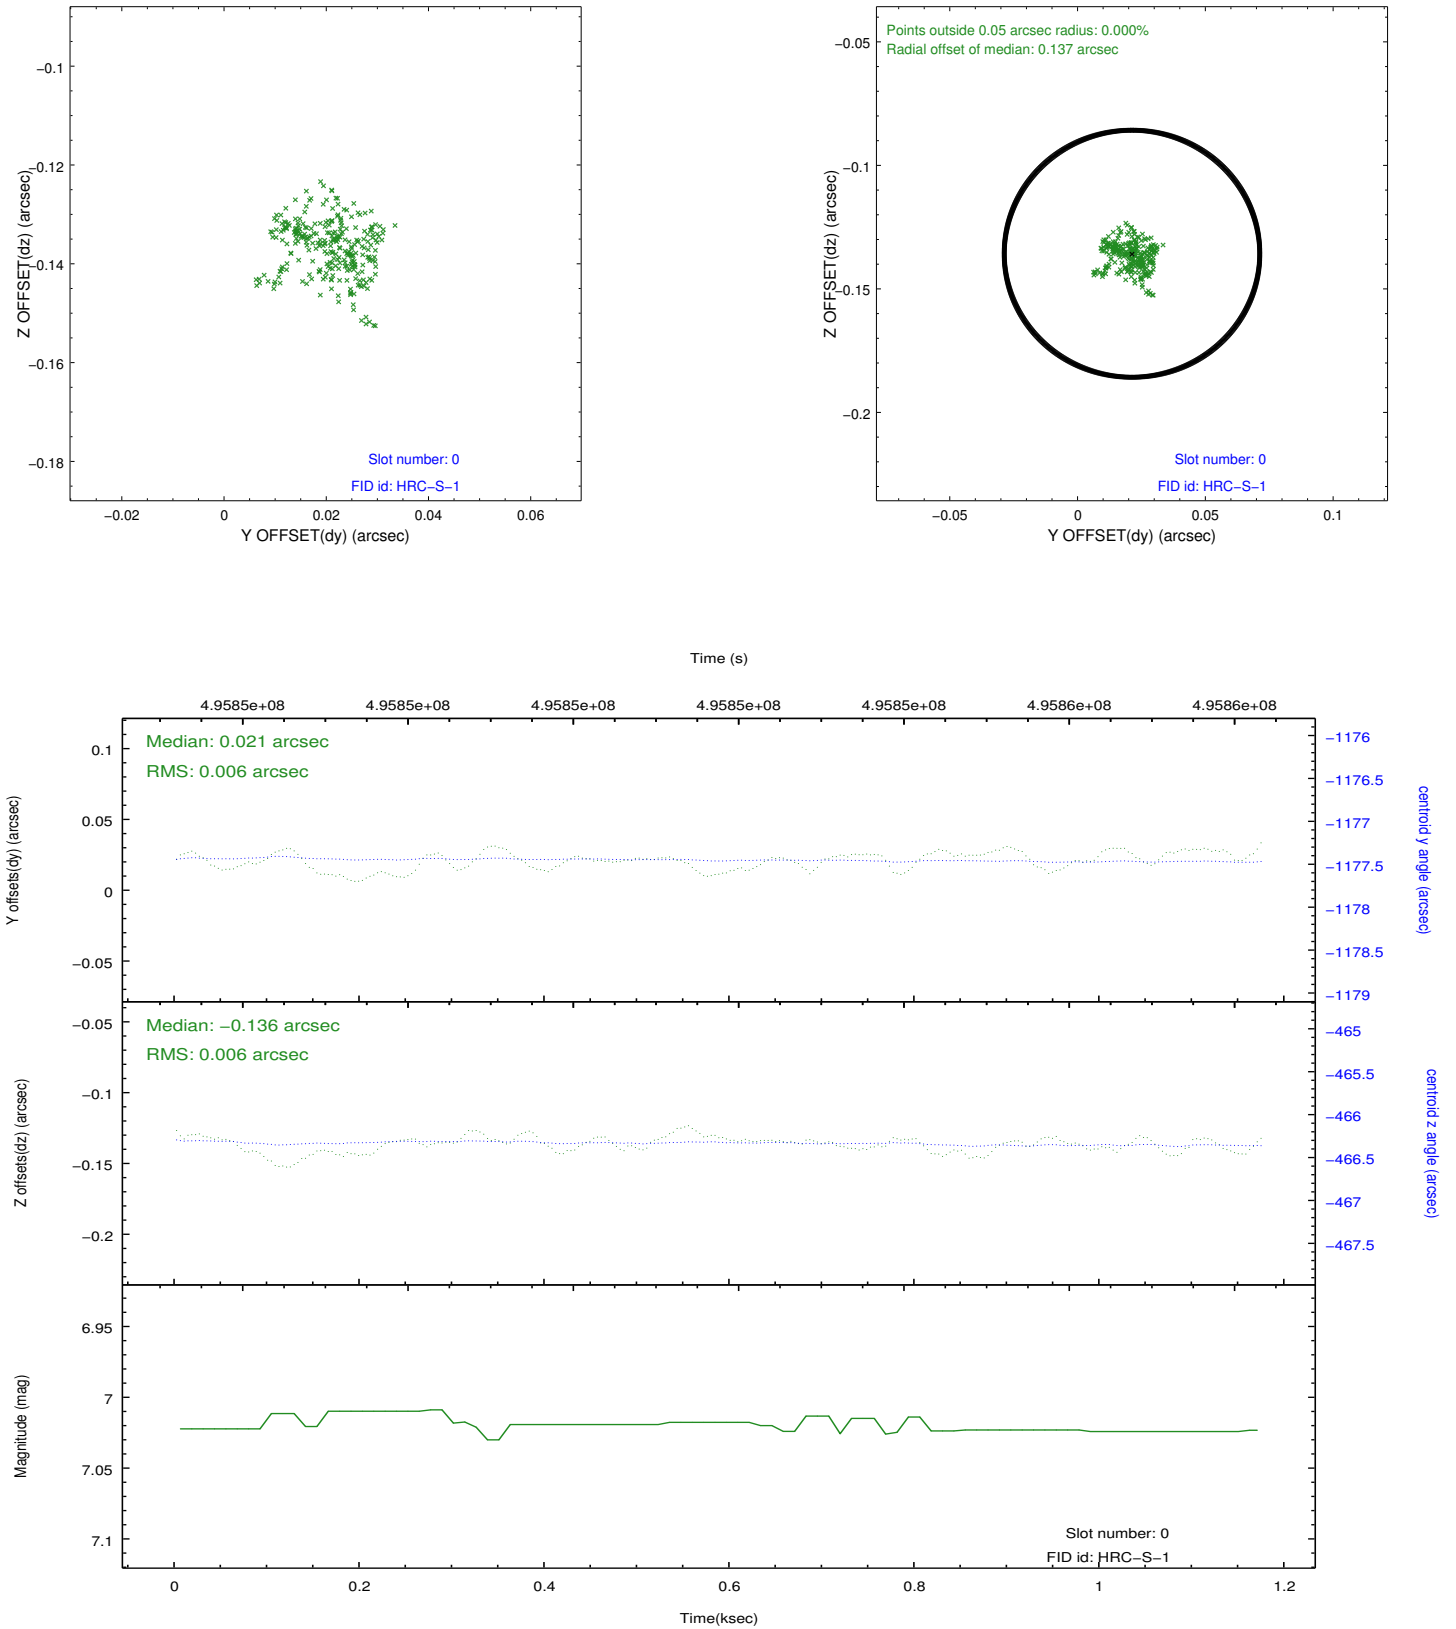 −0.1
−0.12
−0.14
−0.16
−0.18
Z OFFSET(dz) (arcsec)
Slot number: 0
FID id: HRC−S−1
−0.02 0 0.02 0.04 0.06
Y OFFSET(dy) (arcsec)
Points outside 0.05 arcsec radius: 0.000%
Radial offset of median: 0.137 arcsec
−0.05
−0.1
−0.15
−0.2
Z OFFSET(dz) (arcsec)
Slot number: 0
FID id: HRC−S−1
−0.05 0 0.05 0.1
Y OFFSET(dy) (arcsec)
Time (s)
4.9585e+08 4.9585e+08 4.9585e+08 4.9585e+08 4.9585e+08 4.9586e+08 4.9586e+08
Median: 0.021 arcsec
RMS: 0.006 arcsec
0.1
0.05
0
−0.05
Y offsets(dy) (arcsec)
−1176
−1176.5
−1177
−1177.5
−1178
−1178.5
−1179
centroid y angle (arcsec)
Median: −0.136 arcsec
RMS: 0.006 arcsec
−0.05
−0.1
−0.15
−0.2
Z offsets(dz) (arcsec)
−465
−465.5
−466
−466.5
−467
−467.5
centroid z angle (arcsec)
6.95
7
7.05
7.1
Magnitude (mag)
Slot number: 0
FID id: HRC−S−1
0 0.2 0.4 0.6 0.8 1 1.2
Time(ksec)